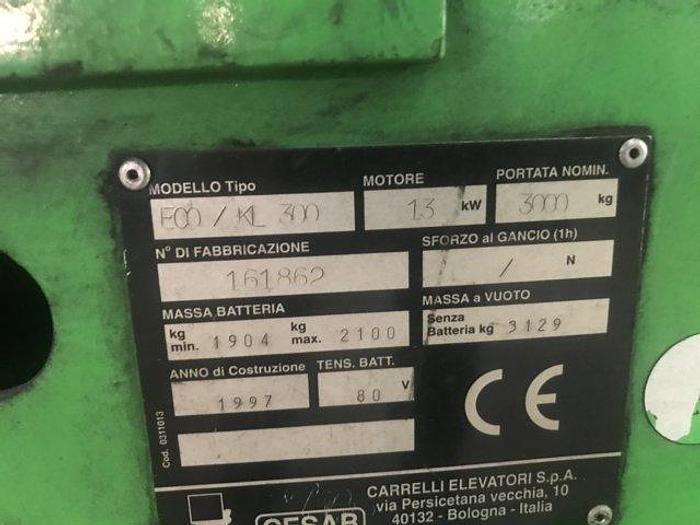 MODELLO Tipo MOTORE PORTATA NOMIN.
ECO / KL 300 13 kW 3000 kg
N° DI FABBRICAZIONE SFORZO al GANCIO (1h)
161862 / N
MASSA BATTERIA MASSA a VUOTO
kg min. 1904 kg max. 2100 Senza Batteria kg 3129
ANNO di Costruzione TENS. BATT.
1997 80 V
CE
Cod. 0311013
CARRELLI ELEVATORI S.p.A.
via Persicetana vecchia, 10
CESAB 40132 - Bologna - Italia